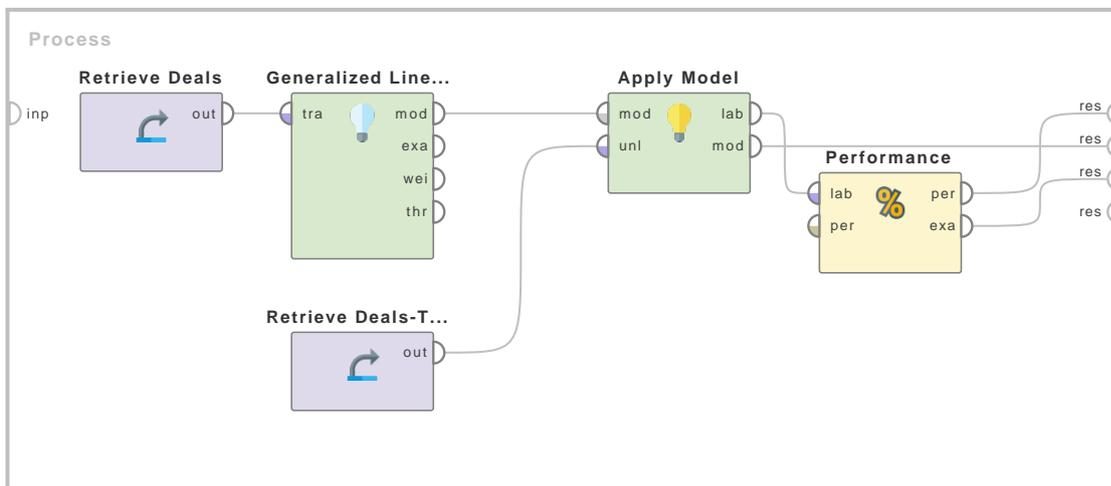 Process
inp
Retrieve Deals
out
Generalized Line...
tra
mod
exa
wei
thr
Retrieve Deals-T...
out
Apply Model
mod
lab
unl
mod
Performance
lab
per
per
exa
res
res
res
res